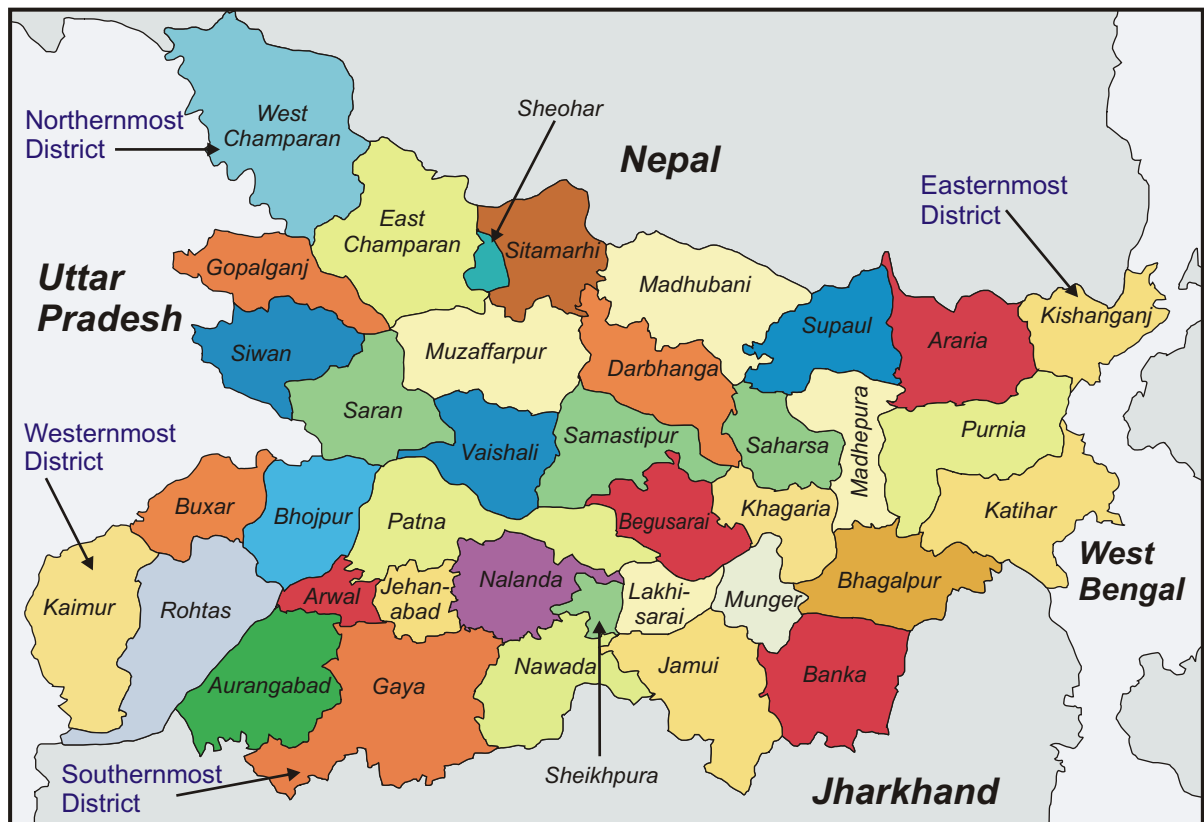 West
Champaran
Sheohar
Northernmost
District
Nepal
Easternmost
District
East
Champaran
Sitamarhi
Gopalganj
Uttar
Pradesh
Madhubani
Kishanganj
Supaul
Araria
Siwan
Muzaffarpur
Darbhanga
Saran
Westernmost
District
Vaishali
Samastipur
Saharsa
Madhepura
Purnia
Buxar
Bhojpur
Patna
Begusarai
Khagaria
Katihar
West
Bengal
Kaimur
Rohtas
Arwal
Jehan-
abad
Nalanda
Lakhi-
sarai
Munger
Bhagalpur
Aurangabad
Gaya
Nawada
Jamui
Banka
Southernmost
District
Sheikhpura
Jharkhand